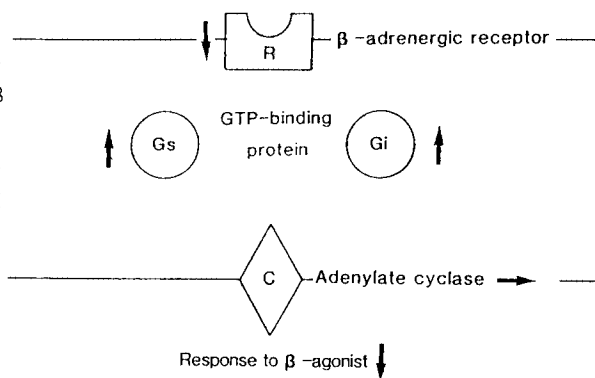 R β-adrenergic receptor
GTP-binding
Gs protein Gi
C Adenylate cyclase
Response to β-agonist